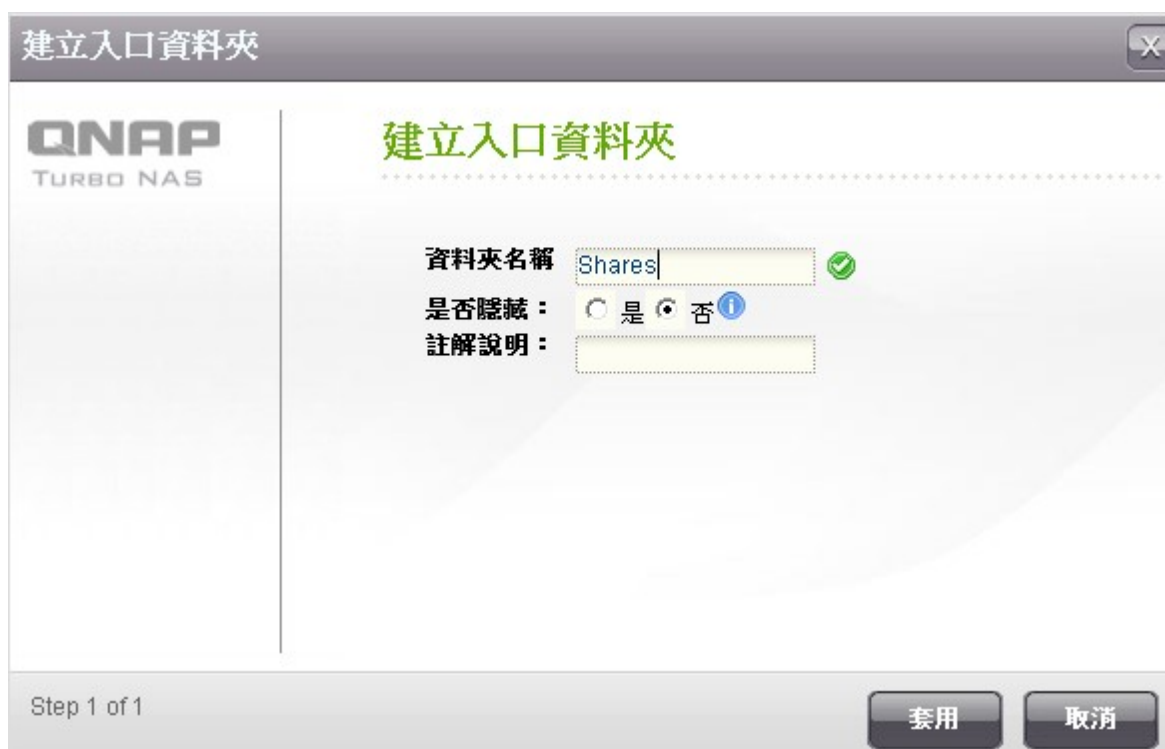 建立入口資料夾
X
QNAP
TURBO NAS
建立入口資料夾
資料夾名稱 Shares
是否隱藏： 是 否
註解說明：
Step 1 of 1
套用 取消